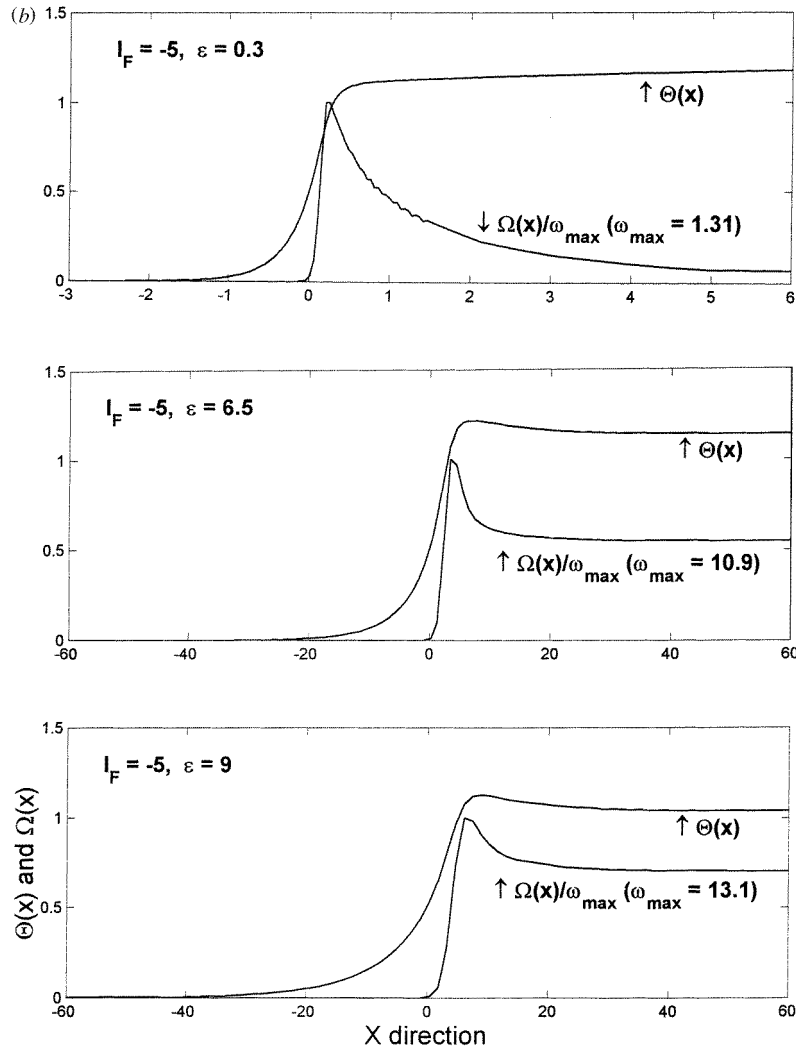 (b)
1.5
I_F = -5, ε = 0.3
↑ Θ(x)
1
0.5
↓ Ω(x)/ω_max (ω_max = 1.31)
0
-3 -2 -1 0 1 2 3 4 5 6
1.5
I_F = -5, ε = 6.5
↑ Θ(x)
1
0.5
↑ Ω(x)/ω_max (ω_max = 10.9)
0
-60 -40 -20 0 20 40 60
1.5
I_F = -5, ε = 9
↑ Θ(x)
1
0.5
↑ Ω(x)/ω_max (ω_max = 13.1)
0
-60 -40 -20 0 20 40 60
Θ(x) and Ω(x)
X direction